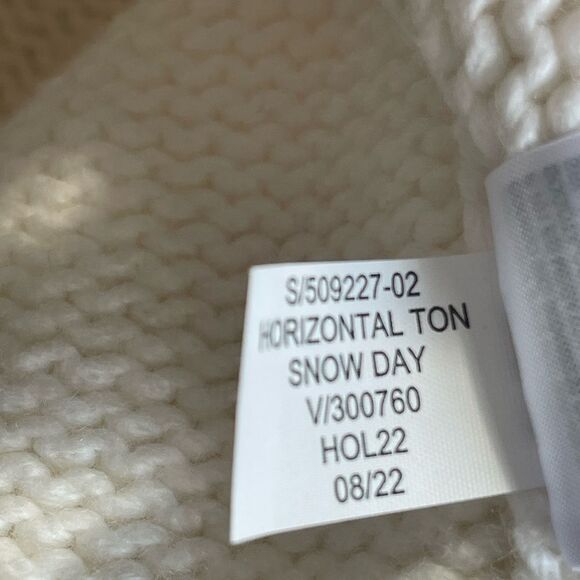 S/509227-02
HORIZONTAL TON
SNOW DAY
V/300760
HOL22
08/22